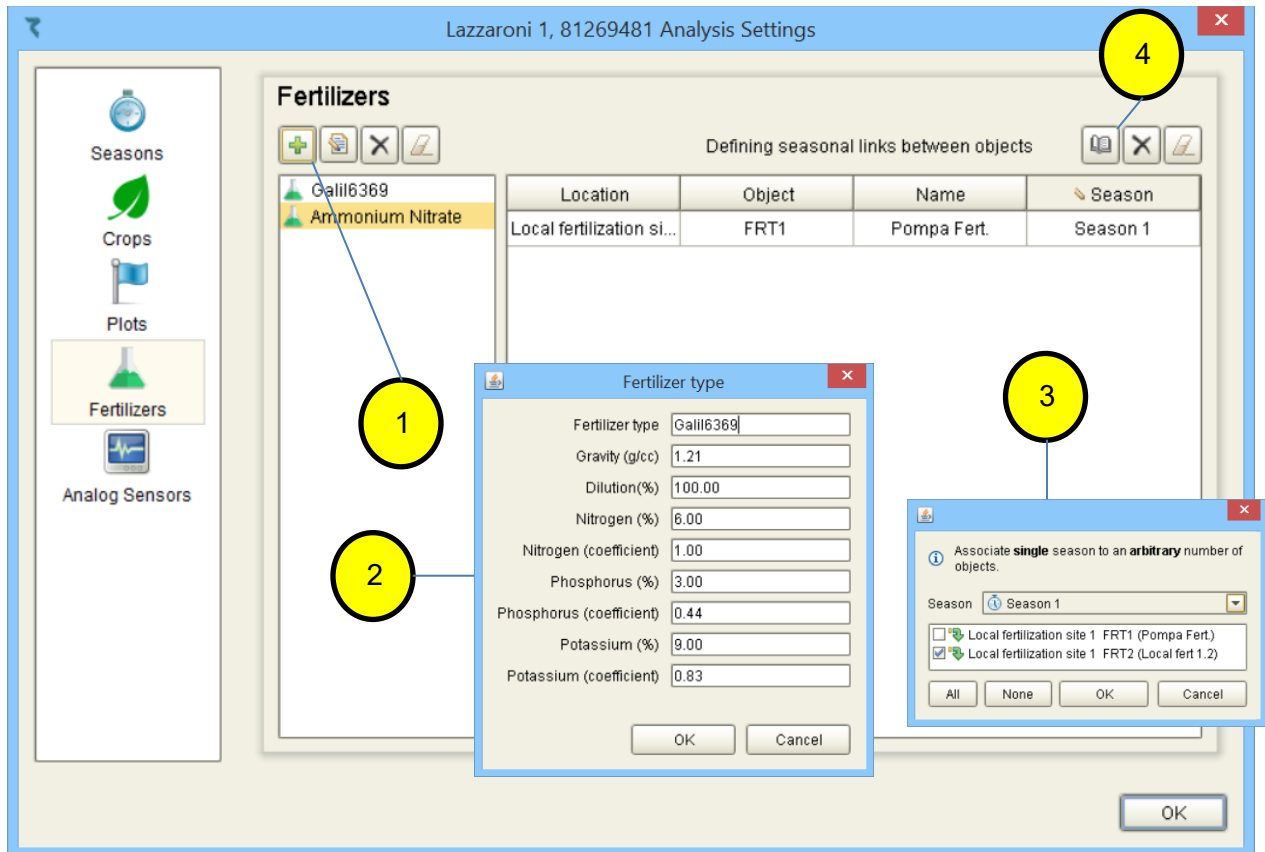 Lazzaroni 1, 81269481 Analysis Settings
4
Seasons
Crops
Plots
Fertilizers
Analog Sensors
Fertilizers
Defining seasonal links between objects
Galil6369
Ammonium Nitrate
Location Object Name Season
Local fertilization si... FRT1 Pompa Fert. Season 1
1
2
3
Fertilizer type
Fertilizer type Galil6369
Gravity (g/cc) 1.21
Dilution(%) 100.00
Nitrogen (%) 6.00
Nitrogen (coefficient) 1.00
Phosphorus (%) 3.00
Phosphorus (coefficient) 0.44
Potassium (%) 9.00
Potassium (coefficient) 0.83
OK Cancel
Associate single season to an arbitrary number of
objects.
Season Season 1
Local fertilization site 1 FRT1 (Pompa Fert.)
Local fertilization site 1 FRT2 (Local fert 1.2)
All None OK Cancel
OK